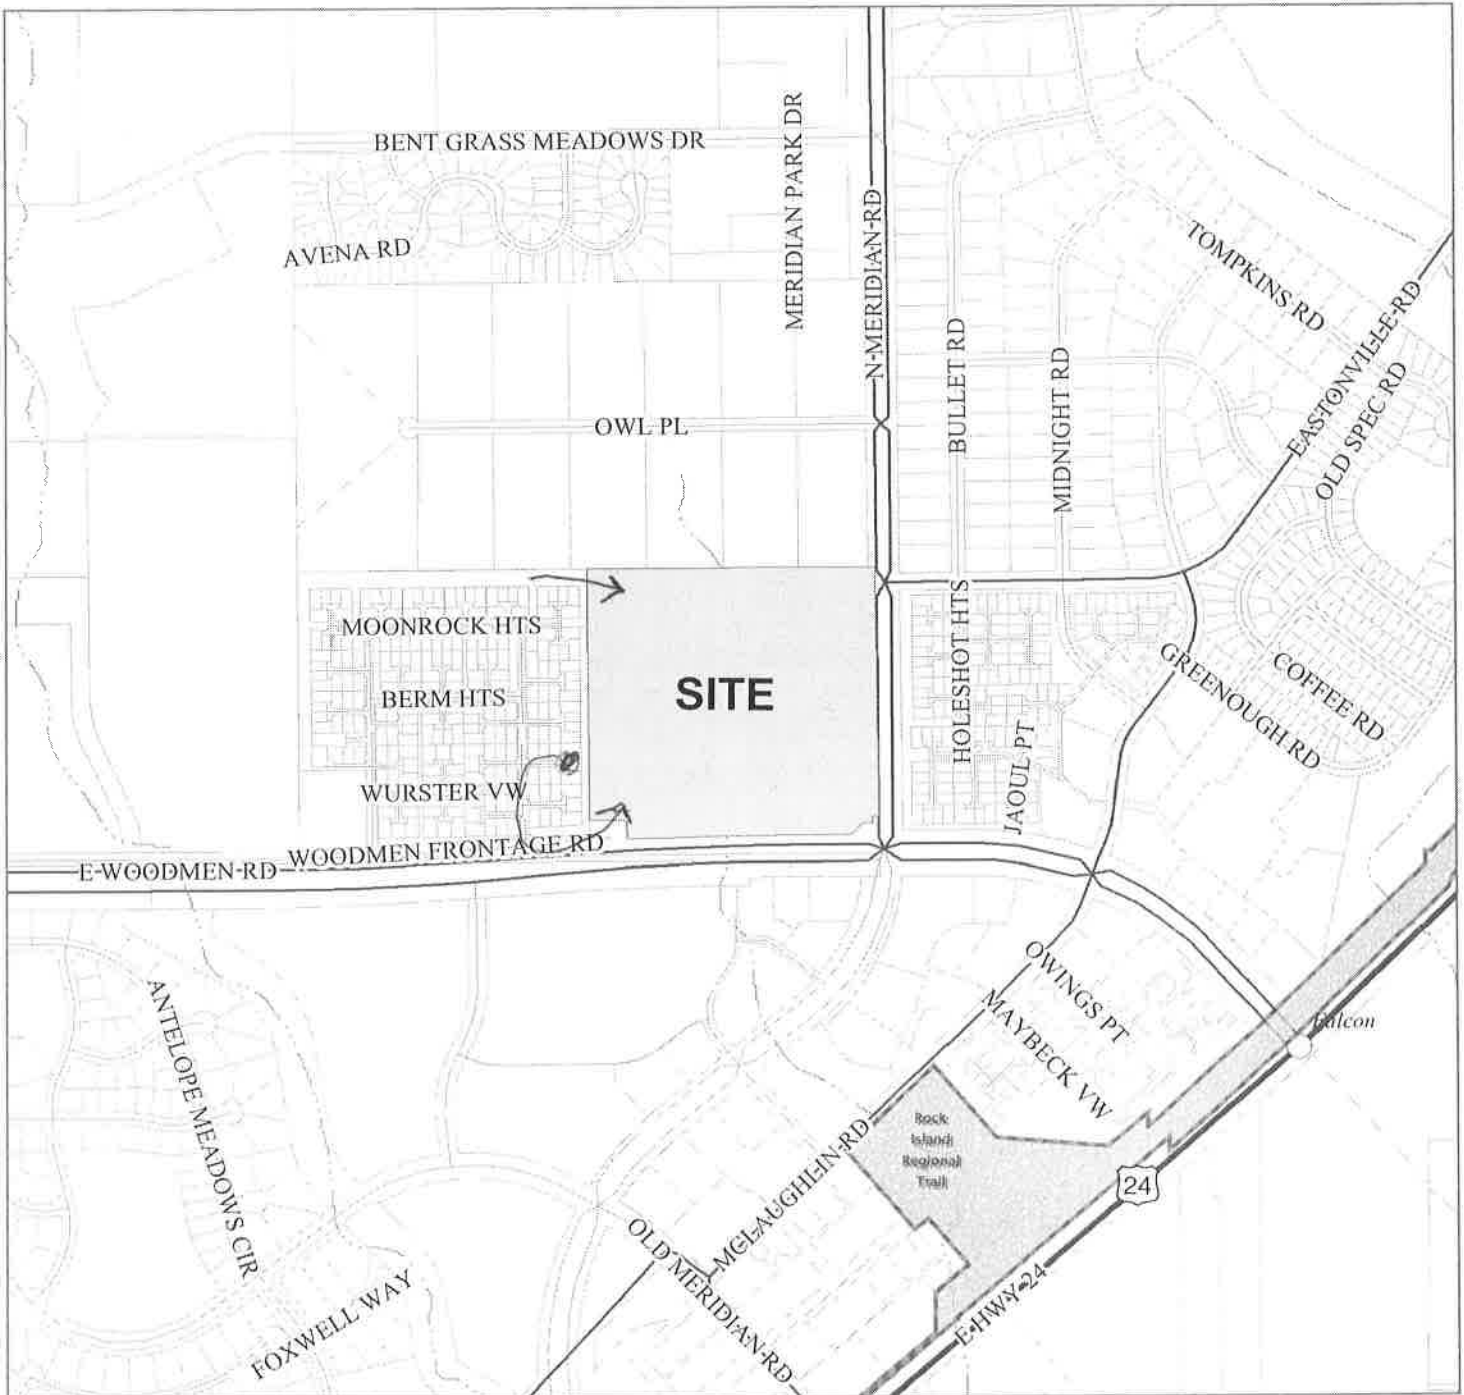 BENT GRASS MEADOWS DR
MERIDIAN PARK DR
N MERIDIAN RD
AVENA RD
TOMPKINS RD
EASTONVILLE RD
OLD SPEC RD
BULLET RD
MIDNIGHT RD
OWL PL
MOONROCK HTS
BERM HTS
SITE
HOLESHOT HTS
GREENOUGH RD
COFFEE RD
JAOUL PT
WURSTER VW
WOODMEN FRONTAGE RD
E WOODMEN RD
ANTELOPE MEADOWS CIR
OWINGS PT
MAYBECK VW
Falcon
Rock
Island
Regional
Trail
24
MCLAUGHLIN RD
OLD MERIDIAN RD
E HWY 24
FOXWELL WAY